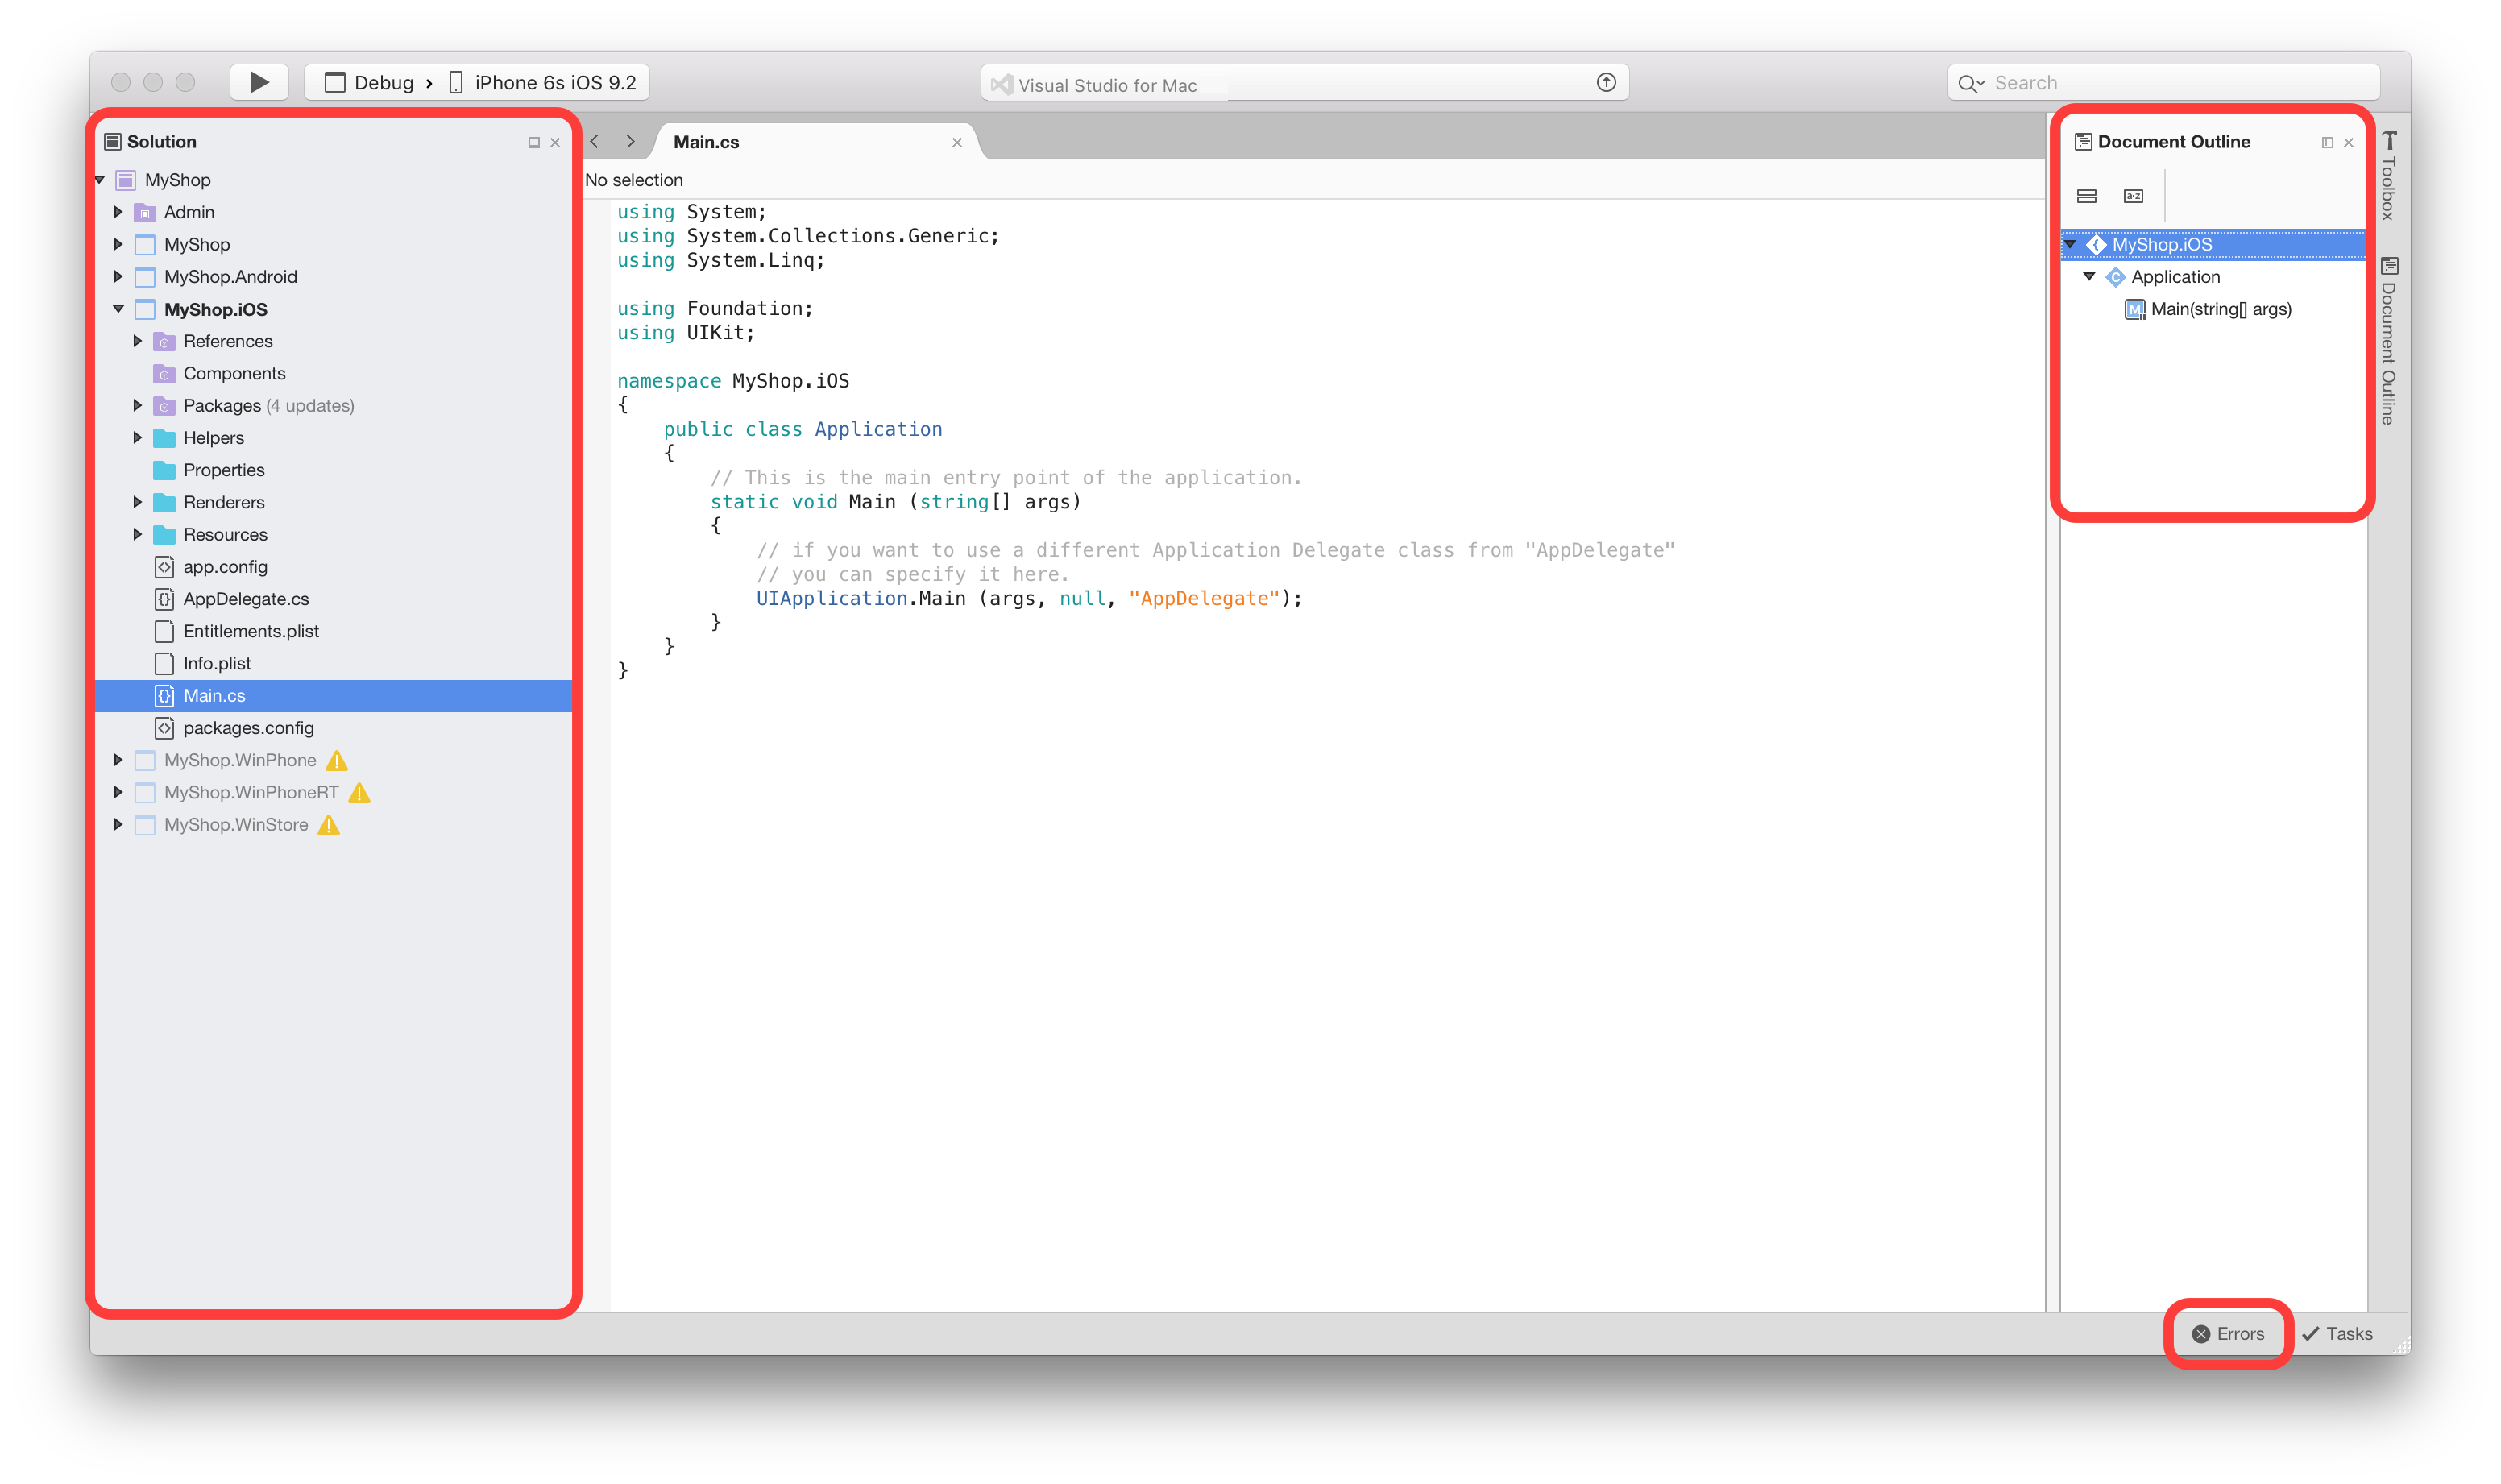 Debug › iPhone 6s iOS 9.2
Visual Studio for Mac
Search
Solution
MyShop
Admin
MyShop
MyShop.Android
MyShop.iOS
References
Components
Packages (4 updates)
Helpers
Properties
Renderers
Resources
app.config
AppDelegate.cs
Entitlements.plist
Info.plist
Main.cs
packages.config
MyShop.WinPhone
MyShop.WinPhoneRT
MyShop.WinStore
Main.cs
No selection
using System;
using System.Collections.Generic;
using System.Linq;
using Foundation;
using UIKit;
namespace MyShop.iOS
{
public class Application
{
// This is the main entry point of the application.
static void Main (string[] args)
{
// if you want to use a different Application Delegate class from "AppDelegate"
// you can specify it here.
UIApplication.Main (args, null, "AppDelegate");
}
}
}
Document Outline
a-z
MyShop.iOS
Application
Main(string[] args)
Toolbox
Document Outline
Errors
Tasks